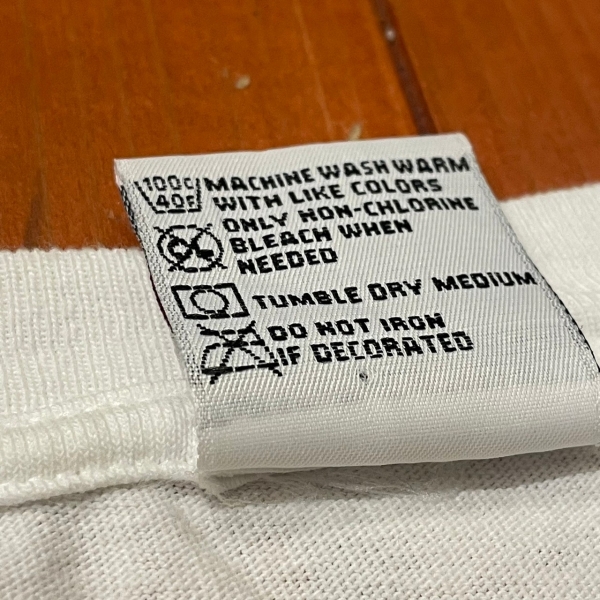 100c MACHINE WASH WARM
40F WITH LIKE COLORS
ONLY NON-CHLORINE
BLEACH WHEN
NEEDED
TUMBLE DRY MEDIUM
DO NOT IRON
IF DECORATED